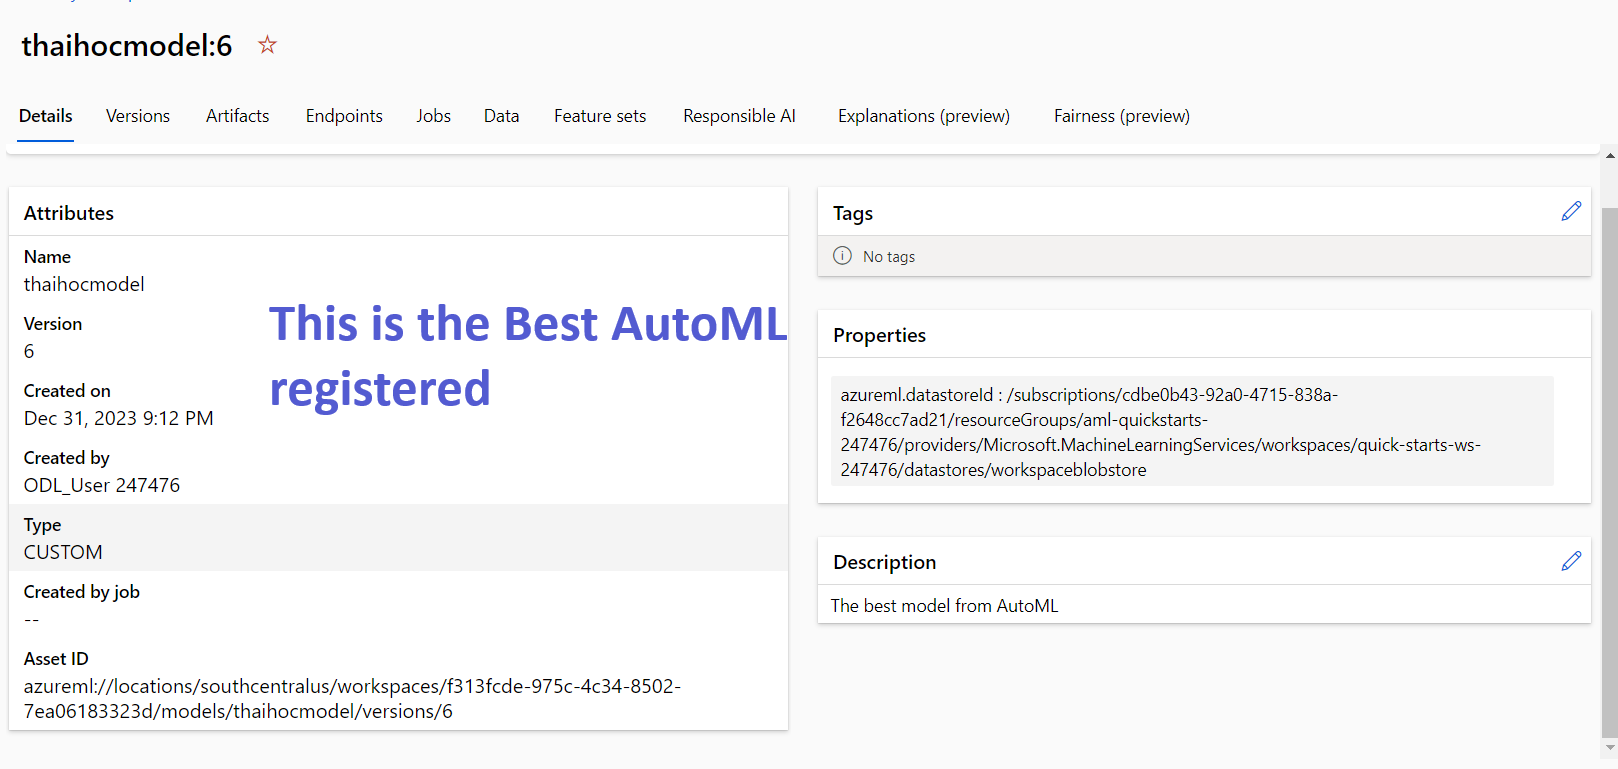 thaihocmodel:6
Details Versions Artifacts Endpoints Jobs Data Feature sets Responsible AI Explanations (preview) Fairness (preview)
Attributes
Name
thaihocmodel
Version
6
Created on
Dec 31, 2023 9:12 PM
Created by
ODL_User 247476
Type
CUSTOM
Created by job
--
Asset ID
azureml://locations/southcentralus/workspaces/f313fcde-975c-4c34-8502-
7ea06183323d/models/thaihocmodel/versions/6
This is the Best AutoML
registered
Tags
No tags
Properties
azureml.datastoreId : /subscriptions/cdbe0b43-92a0-4715-838a-
f2648cc7ad21/resourceGroups/aml-quickstarts-
247476/providers/Microsoft.MachineLearningServices/workspaces/quick-starts-ws-
247476/datastores/workspaceblobstore
Description
The best model from AutoML